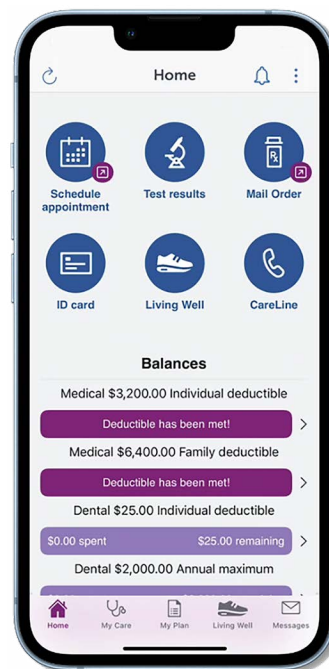 Home
Schedule
appointment
Test results
Rx
Mail Order
ID card
Living Well
CareLine
Balances
Medical $3,200.00 Individual deductible
Deductible has been met!
Medical $6,400.00 Family deductible
Deductible has been met!
Dental $25.00 Individual deductible
$0.00 spent $25.00 remaining
Dental $2,000.00 Annual maximum
Home My Care My Plan Living Well Messages